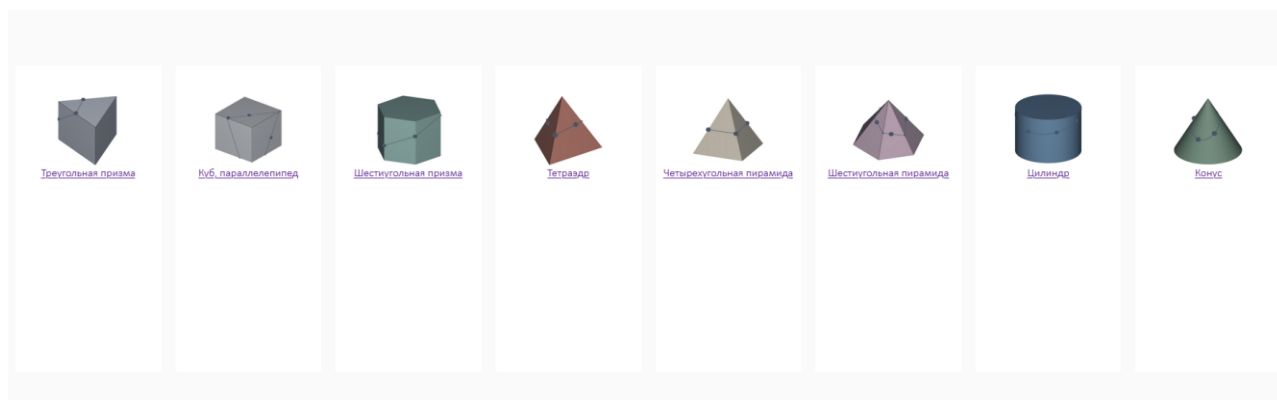 Треугольная призма
Куб, параллелепипед
Шестиугольная призма
Тетраэдр
Четырехугольная пирамида
Шестиугольная пирамида
Цилиндр
Конус